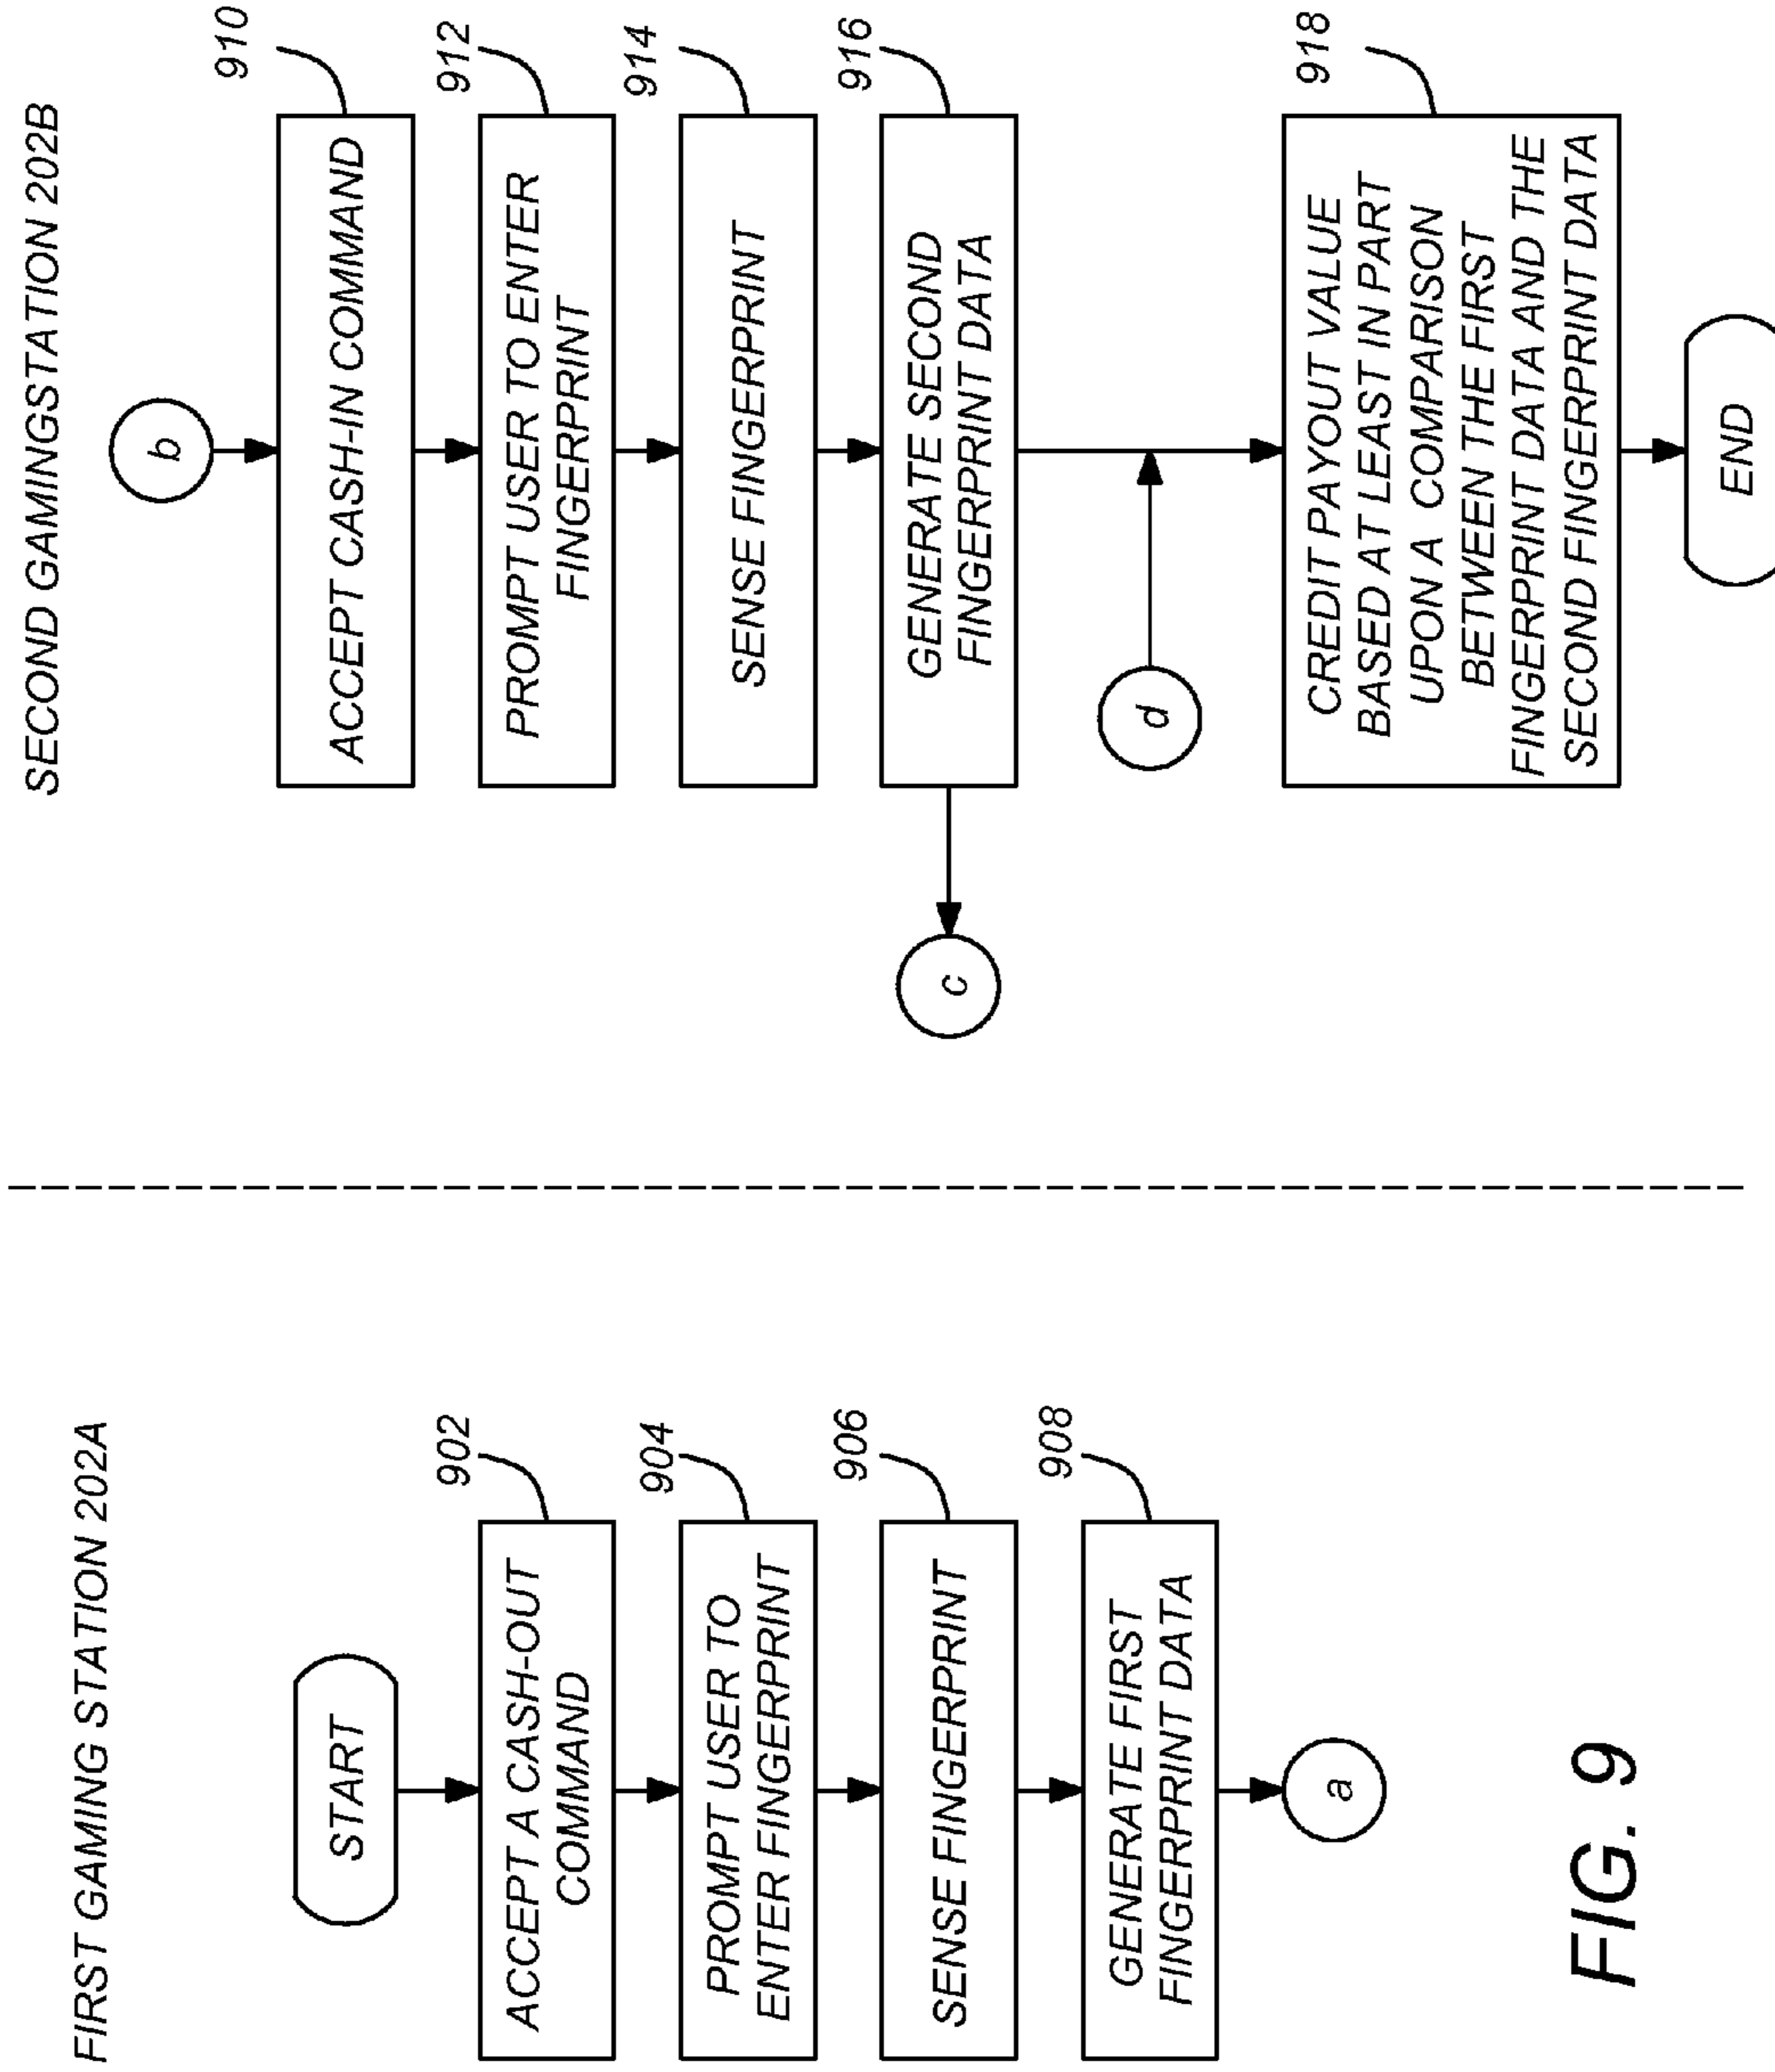 FIRST GAMING STATION 202A
START
902
ACCEPT A CASH-OUT
COMMAND
904
PROMPT USER TO
ENTER FINGERPRINT
906
SENSE FINGERPRINT
908
GENERATE FIRST
FINGERPRINT DATA
a
SECOND GAMINGSTATION 202B
b
910
ACCEPT CASH-IN COMMAND
912
PROMPT USER TO ENTER
FINGERPRINT
914
SENSE FINGERPRINT
916
GENERATE SECOND
FINGERPRINT DATA
c
d
918
CREDIT PAYOUT VALUE
BASED AT LEAST IN PART
UPON A COMPARISON
BETWEEN THE FIRST
FINGERPRINT DATA AND THE
SECOND FINGERPRINT DATA
END
FIG. 9